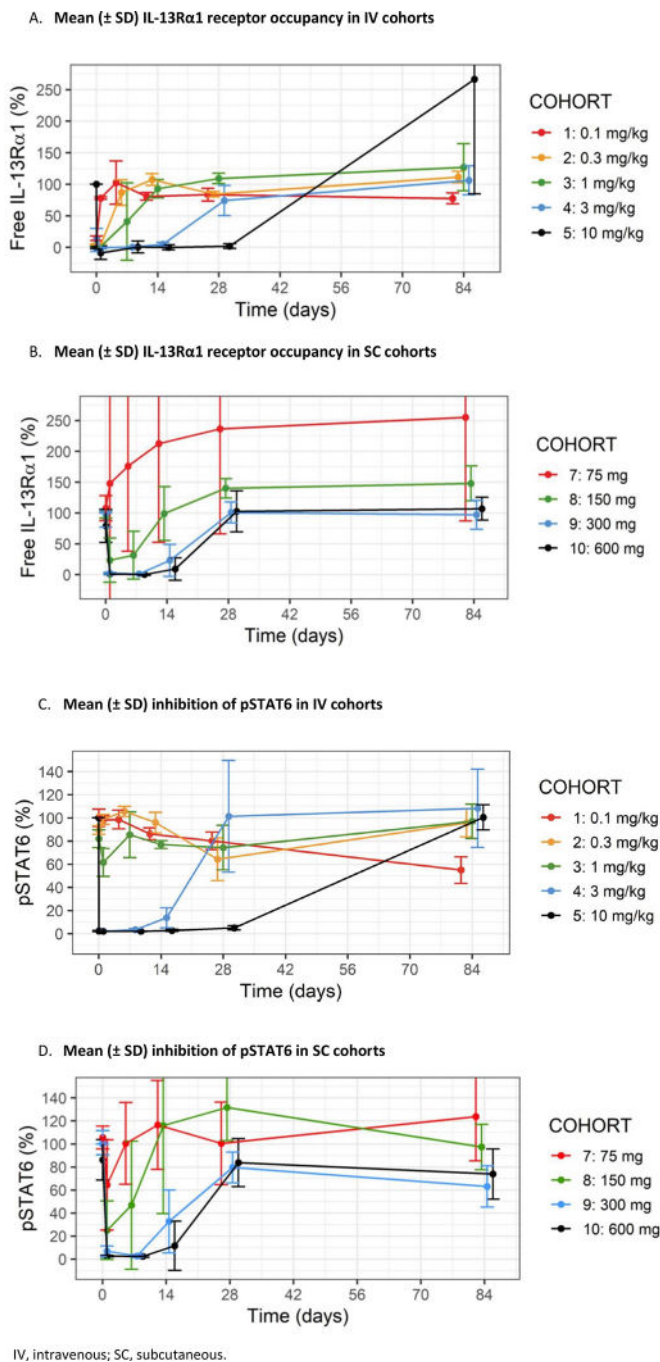 A. Mean (± SD) IL-13Rα1 receptor occupancy in IV cohorts
Free IL-13Rα1 (%)
250
200
150
100
50
0
0 14 28 42 56 70 84
Time (days)
COHORT
1: 0.1 mg/kg
2: 0.3 mg/kg
3: 1 mg/kg
4: 3 mg/kg
5: 10 mg/kg
B. Mean (± SD) IL-13Rα1 receptor occupancy in SC cohorts
Free IL-13Rα1 (%)
250
200
150
100
50
0
0 14 28 42 56 70 84
Time (days)
COHORT
7: 75 mg
8: 150 mg
9: 300 mg
10: 600 mg
C. Mean (± SD) inhibition of pSTAT6 in IV cohorts
pSTAT6 (%)
140
120
100
80
60
40
20
0
0 14 28 42 56 70 84
Time (days)
COHORT
1: 0.1 mg/kg
2: 0.3 mg/kg
3: 1 mg/kg
4: 3 mg/kg
5: 10 mg/kg
D. Mean (± SD) inhibition of pSTAT6 in SC cohorts
pSTAT6 (%)
140
120
100
80
60
40
20
0
0 14 28 42 56 70 84
Time (days)
COHORT
7: 75 mg
8: 150 mg
9: 300 mg
10: 600 mg
IV, intravenous; SC, subcutaneous.